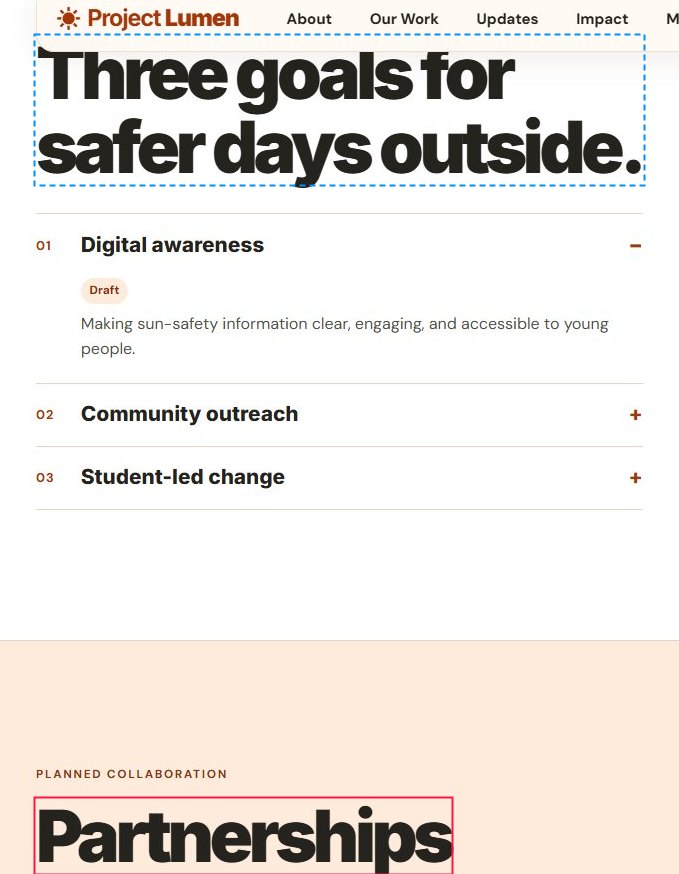 Project Lumen About Our Work Updates Impact M
Three goals for
safer days outside.
01 Digital awareness −
Draft
Making sun-safety information clear, engaging, and accessible to young
people.
02 Community outreach +
03 Student-led change +
PLANNED COLLABORATION
Partnerships